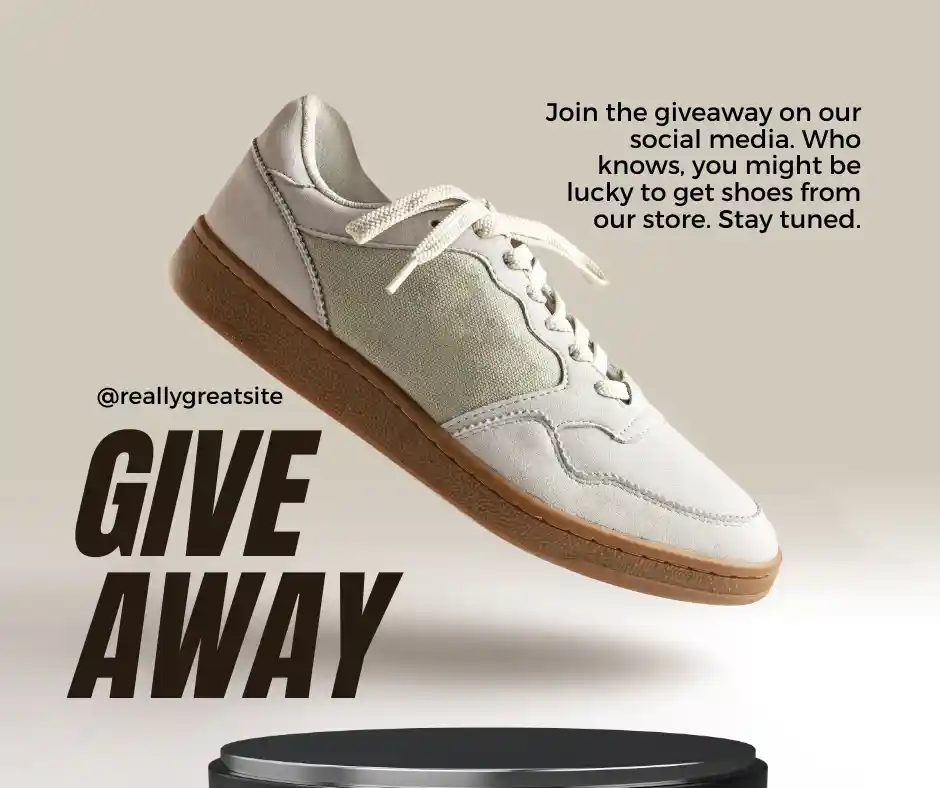 Join the giveaway on our
social media. Who
knows, you might be
lucky to get shoes from
our store. Stay tuned.
@reallygreatsite
GIVE
AWAY